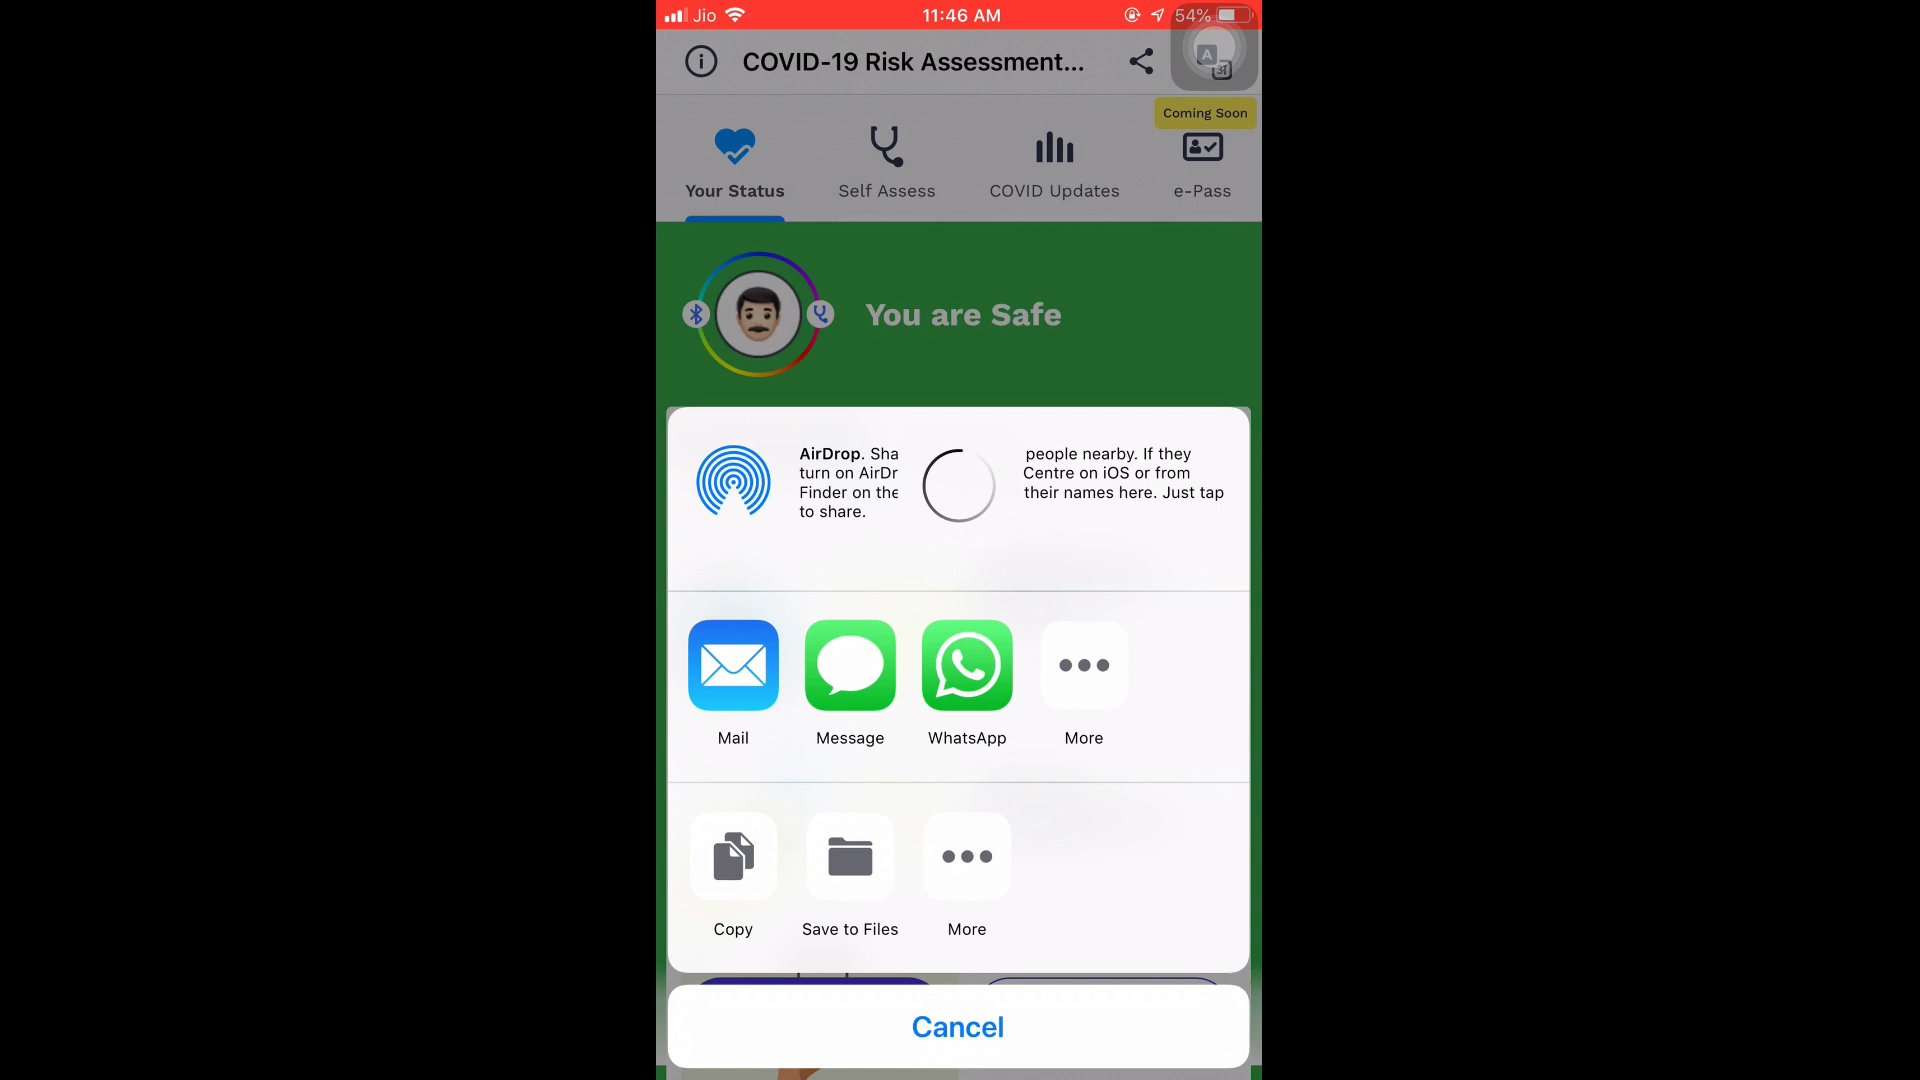 Jio 11:46 AM 54%
COVID-19 Risk Assessment...
A अ
Coming Soon
Your Status Self Assess COVID Updates e-Pass
You are Safe
AirDrop. Sha people nearby. If they
turn on AirDr Centre on iOS or from
Finder on the their names here. Just tap
to share.
Mail Message WhatsApp More
Copy Save to Files More
Cancel